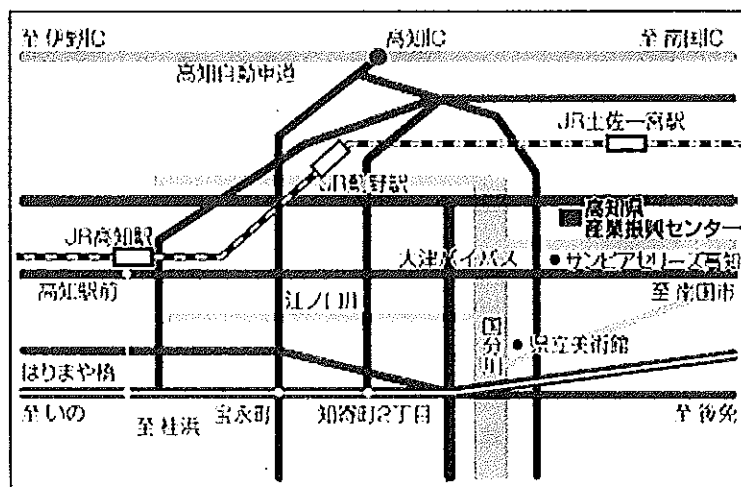 至 伊野IC
高知IC
至 南国IC
高知自動車道
JR土佐一宮駅
JR薊野駅
高知県
産業振興センター
JR高知駅
大津バイパス
サンピアセリーズ高知
高知駅前
至 南国市
江ノ口川
国分川
県立美術館
はりまや橋
至 いの
至 桂浜
宝永町
知寄町2丁目
至 後免